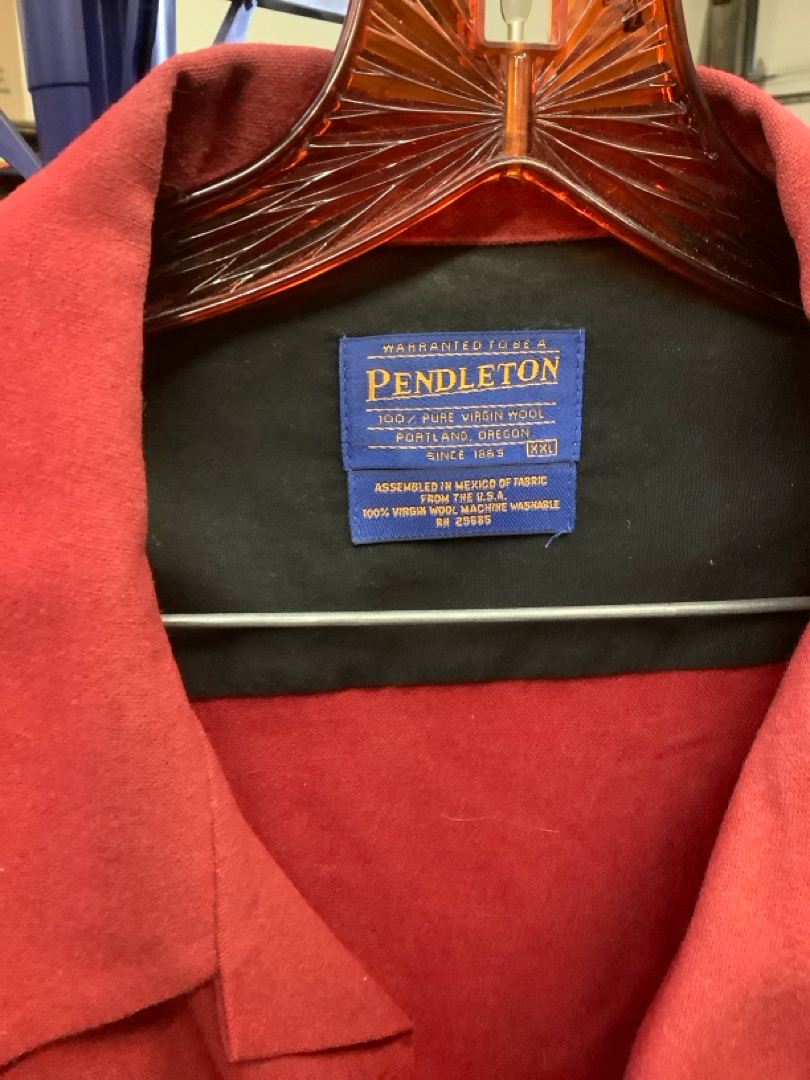 WARRANTED TO BE A
PENDLETON
100% PURE VIRGIN WOOL
PORTLAND, OREGON
SINCE 1863 XXL
ASSEMBLED IN MEXICO OF FABRIC
FROM THE U.S.A.
100% VIRGIN WOOL MACHINE WASHABLE
RN 29685